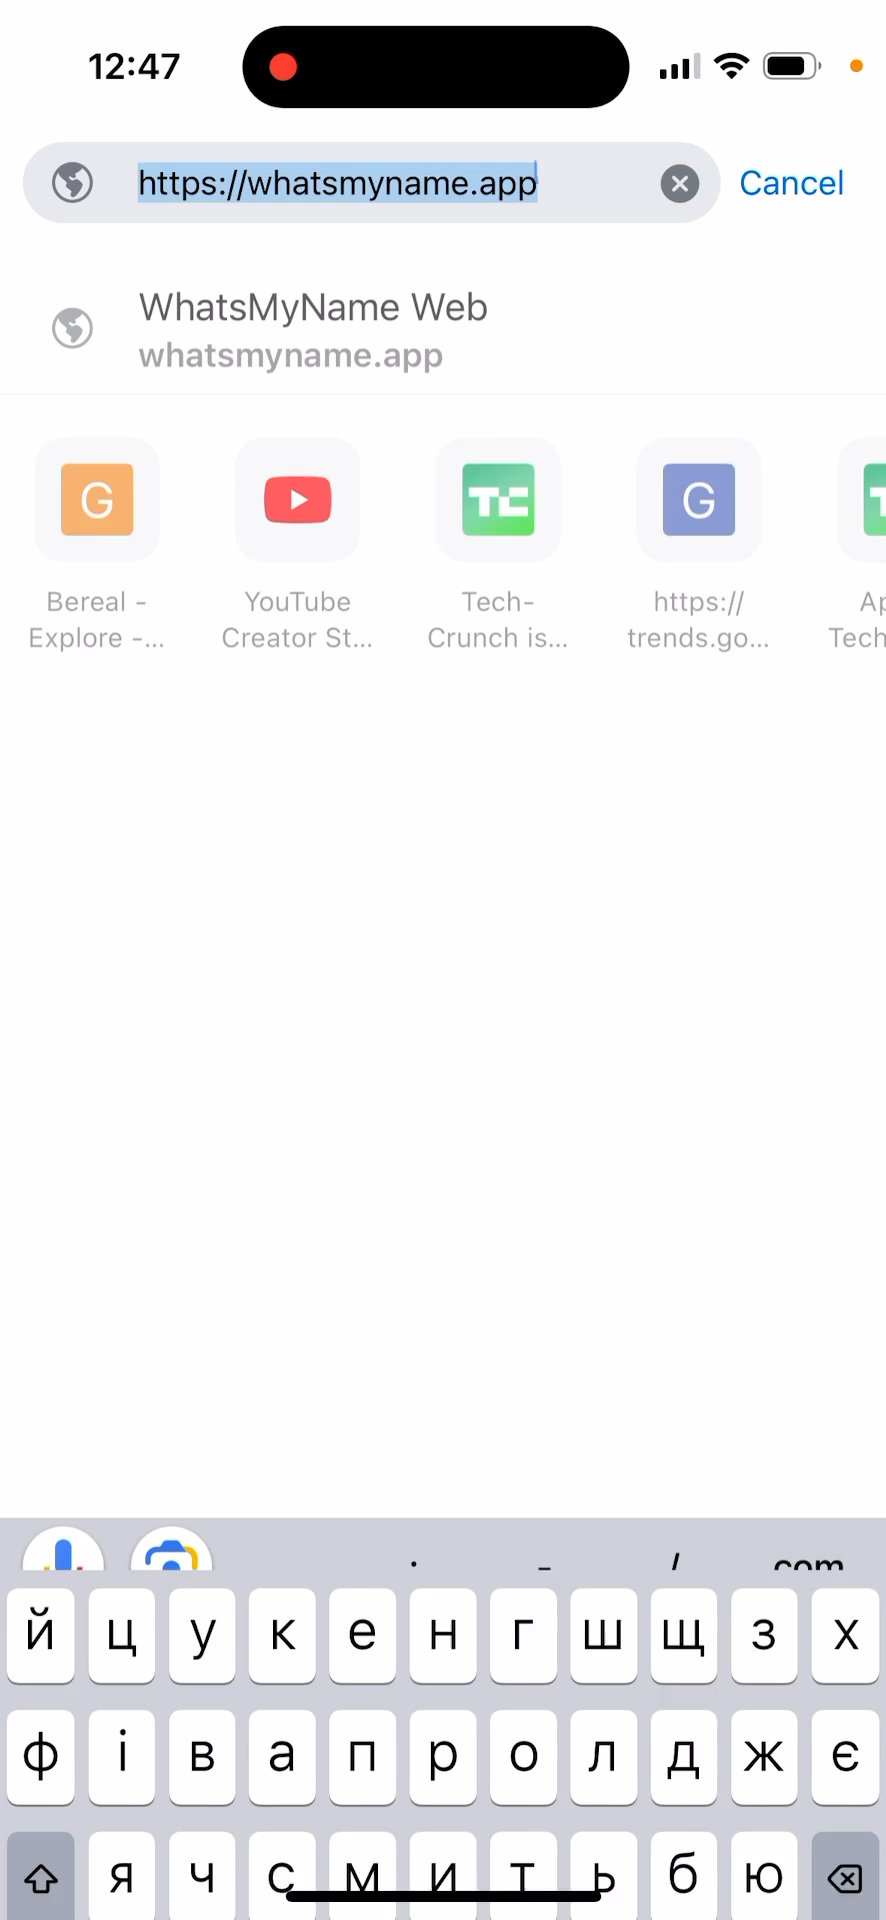 12:47
https://whatsmyname.app
Cancel
WhatsMyName Web
whatsmyname.app
G
TC
G
Bereal -
Explore -...
YouTube
Creator St...
Tech-
Crunch is...
https://
trends.go...
Ap
Tech
. - / .com
й ц у к е н г ш щ з х
ф і в а п р о л д ж є
я ч с м и т ь б ю